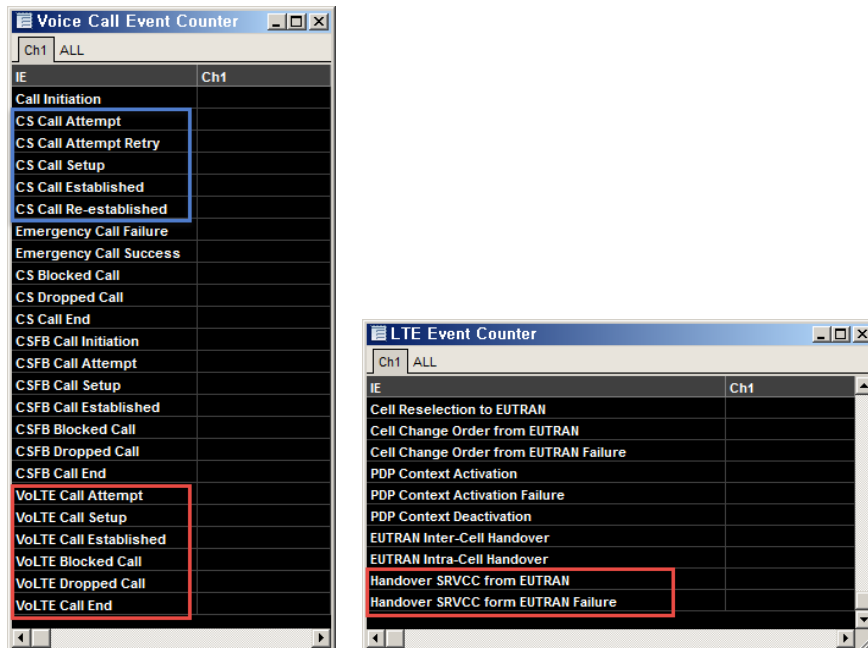 Voice Call Event Counter
Ch1 ALL
IE Ch1
Call Initiation
CS Call Attempt
CS Call Attempt Retry
CS Call Setup
CS Call Established
CS Call Re-established
Emergency Call Failure
Emergency Call Success
CS Blocked Call
CS Dropped Call
CS Call End
CSFB Call Initiation
CSFB Call Attempt
CSFB Call Setup
CSFB Call Established
CSFB Blocked Call
CSFB Dropped Call
CSFB Call End
VoLTE Call Attempt
VoLTE Call Setup
VoLTE Call Established
VoLTE Blocked Call
VoLTE Dropped Call
VoLTE Call End
LTE Event Counter
Ch1 ALL
IE Ch1
Cell Reselection to EUTRAN
Cell Change Order from EUTRAN
Cell Change Order from EUTRAN Failure
PDP Context Activation
PDP Context Activation Failure
PDP Context Deactivation
EUTRAN Inter-Cell Handover
EUTRAN Intra-Cell Handover
Handover SRVCC from EUTRAN
Handover SRVCC form EUTRAN Failure